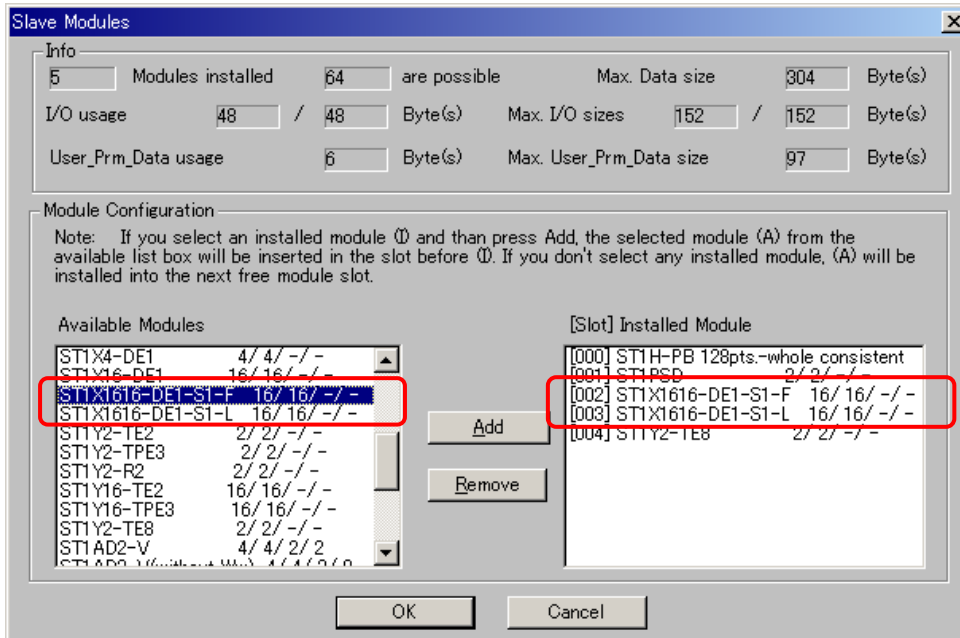 Slave Modules
Info
5 Modules installed 64 are possible Max. Data size 304 Byte(s)
I/O usage 48 / 48 Byte(s) Max. I/O sizes 152 / 152 Byte(s)
User_Prm_Data usage 6 Byte(s) Max. User_Prm_Data size 97 Byte(s)
Module Configuration
Note: If you select an installed module (I) and than press Add, the selected module (A) from the
available list box will be inserted in the slot before (I). If you don't select any installed module, (A) will be
installed into the next free module slot.
Available Modules
ST1X4-DE1 4/ 4/ -/ -
ST1X16-DE1 16/ 16/ -/ -
ST1X1616-DE1-S1-F 16/ 16/ -/ -
ST1X1616-DE1-S1-L 16/ 16/ -/ -
ST1Y2-TE2 2/ 2/ -/ -
ST1Y2-TPE3 2/ 2/ -/ -
ST1Y2-R2 2/ 2/ -/ -
ST1Y16-TE2 16/ 16/ -/ -
ST1Y16-TPE3 16/ 16/ -/ -
ST1Y2-TE8 2/ 2/ -/ -
ST1AD2-V 4/ 4/ 2/ 2
Add
Remove
[Slot] Installed Module
[000] ST1H-PB 128pts.-whole consistent
[001] ST1PSD 2/ 2/ -/ -
[002] ST1X1616-DE1-S1-F 16/ 16/ -/ -
[003] ST1X1616-DE1-S1-L 16/ 16/ -/ -
[004] ST1Y2-TE8 2/ 2/ -/ -
OK Cancel